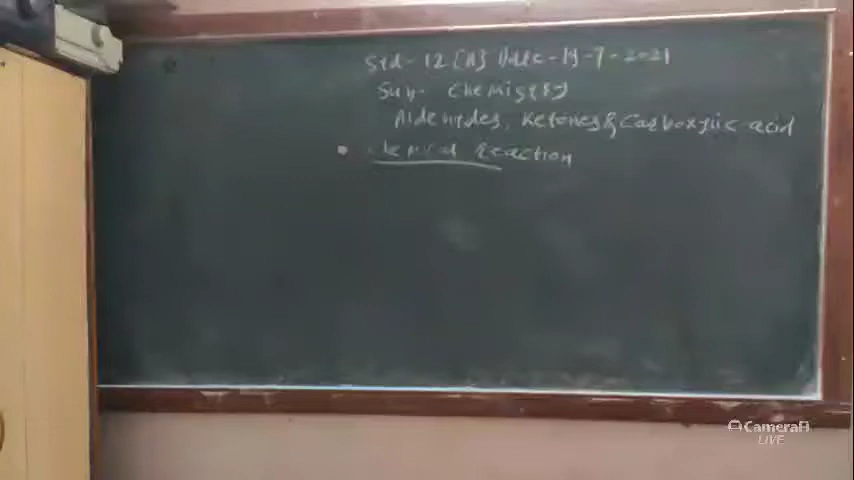 Std-12 [A] Date-19-7-2021
Sub- Chemistry
Aldehydes, Ketones & Carboxylic acid
• Chemical Reaction
CameraFi
LIVE